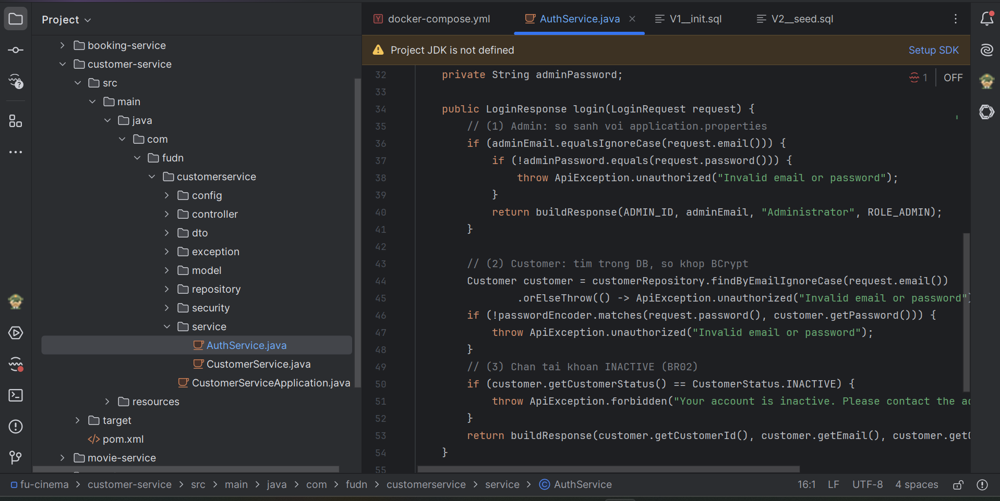 Project
docker-compose.yml
AuthService.java
V1__init.sql
V2__seed.sql
Project JDK is not defined
Setup SDK
booking-service
customer-service
src
main
java
com
fudn
customerservice
config
controller
dto
exception
model
repository
security
service
AuthService.java
CustomerService.java
CustomerServiceApplication.java
resources
target
</> pom.xml
movie-service
1 OFF
32 private String adminPassword;
33
34 public LoginResponse login(LoginRequest request) {
35 // (1) Admin: so sanh voi application.properties
36 if (adminEmail.equalsIgnoreCase(request.email())) {
37 if (!adminPassword.equals(request.password())) {
38 throw ApiException.unauthorized("Invalid email or password");
39 }
40 return buildResponse(ADMIN_ID, adminEmail, "Administrator", ROLE_ADMIN);
41 }
42
43 // (2) Customer: tim trong DB, so khop BCrypt
44 Customer customer = customerRepository.findByEmailIgnoreCase(request.email())
45 .orElseThrow(() -> ApiException.unauthorized("Invalid email or password")
46 if (!passwordEncoder.matches(request.password(), customer.getPassword())) {
47 throw ApiException.unauthorized("Invalid email or password");
48 }
49 // (3) Chan tai khoan INACTIVE (BR02)
50 if (customer.getCustomerStatus() == CustomerStatus.INACTIVE) {
51 throw ApiException.forbidden("Your account is inactive. Please contact the
52 }
53 return buildResponse(customer.getCustomerId(), customer.getEmail(),
54 }
55
fu-cinema > customer-service > src > main > java > com > fudn > customerservice > service > AuthService
16:1 LF UTF-8 4 spaces